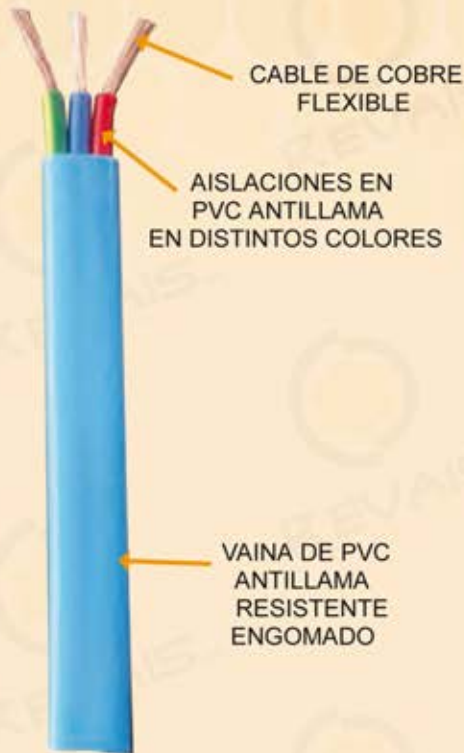 CABLE DE COBRE
FLEXIBLE
AISLACIONES EN
PVC ANTILLAMA
EN DISTINTOS COLORES
VAINA DE PVC
ANTILLAMA
RESISTENTE
ENGOMADO